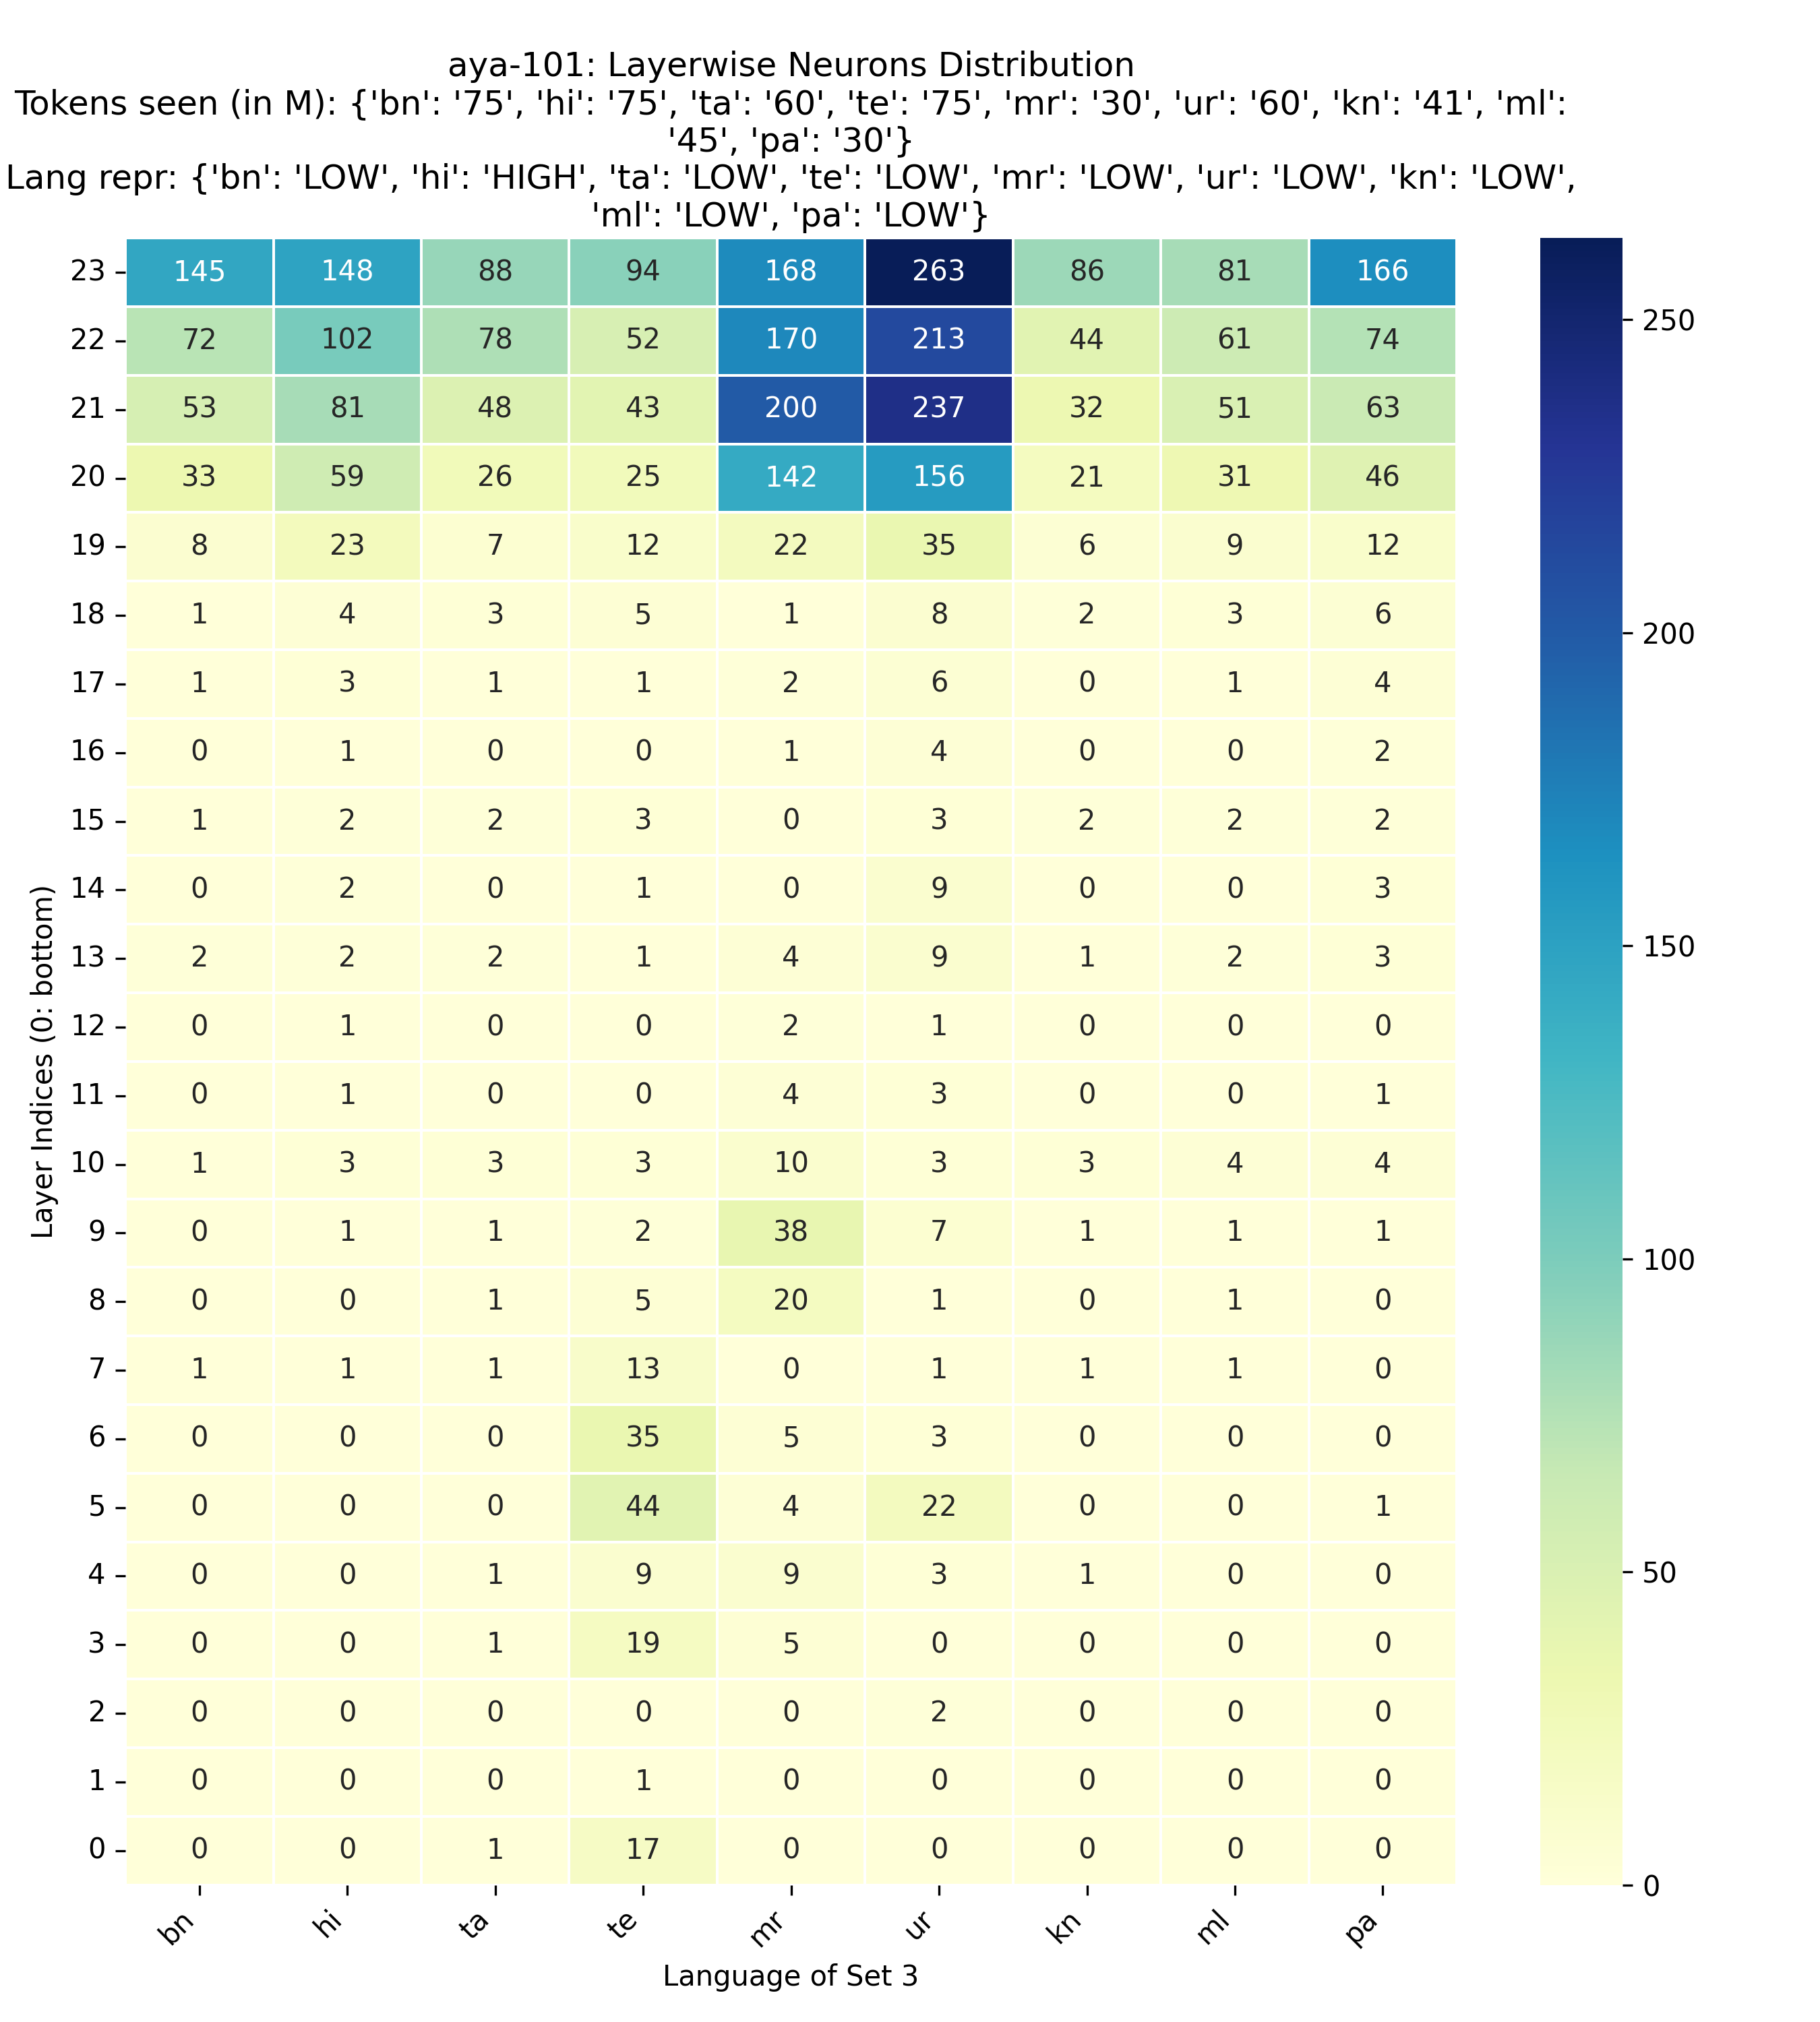 aya-101: Layerwise Neurons Distribution
Tokens seen (in M): {'bn': '75', 'hi': '75', 'ta': '60', 'te': '75', 'mr': '30', 'ur': '60', 'kn': '41', 'ml':
'45', 'pa': '30'}
Lang repr: {'bn': 'LOW', 'hi': 'HIGH', 'ta': 'LOW', 'te': 'LOW', 'mr': 'LOW', 'ur': 'LOW', 'kn': 'LOW',
'ml': 'LOW', 'pa': 'LOW'}
Layer Indices (0: bottom)
23 145 148 88 94 168 263 86 81 166
22 72 102 78 52 170 213 44 61 74
21 53 81 48 43 200 237 32 51 63
20 33 59 26 25 142 156 21 31 46
19 8 23 7 12 22 35 6 9 12
18 1 4 3 5 1 8 2 3 6
17 1 3 1 1 2 6 0 1 4
16 0 1 0 0 1 4 0 0 2
15 1 2 2 3 0 3 2 2 2
14 0 2 0 1 0 9 0 0 3
13 2 2 2 1 4 9 1 2 3
12 0 1 0 0 2 1 0 0 0
11 0 1 0 0 4 3 0 0 1
10 1 3 3 3 10 3 3 4 4
9 0 1 1 2 38 7 1 1 1
8 0 0 1 5 20 1 0 1 0
7 1 1 1 13 0 1 1 1 0
6 0 0 0 35 5 3 0 0 0
5 0 0 0 44 4 22 0 0 1
4 0 0 1 9 9 3 1 0 0
3 0 0 1 19 5 0 0 0 0
2 0 0 0 0 0 2 0 0 0
1 0 0 0 1 0 0 0 0 0
0 0 0 1 17 0 0 0 0 0
bn hi ta te mr ur kn ml pa
Language of Set 3
250
200
150
100
50
0